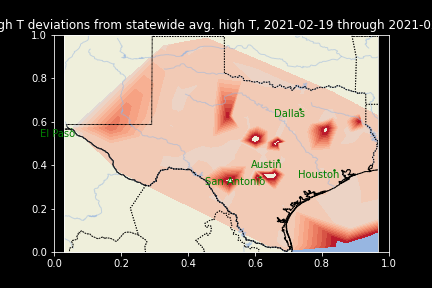 gh T deviations from statewide avg. high T, 2021-02-19 through 2021-0
1.0
0.8
0.6
0.4
0.2
0.0
Dallas
El Paso
Austin
Houston
San Antonio
0.0 0.2 0.4 0.6 0.8 1.0